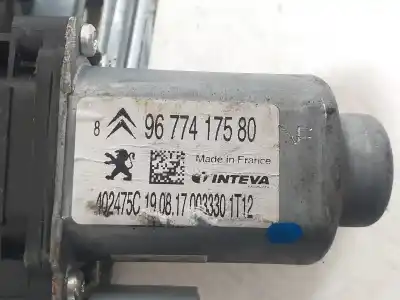 8 96 774 175 80
Made in France
INTEVA
402475C 19.08.17 003330 1T12